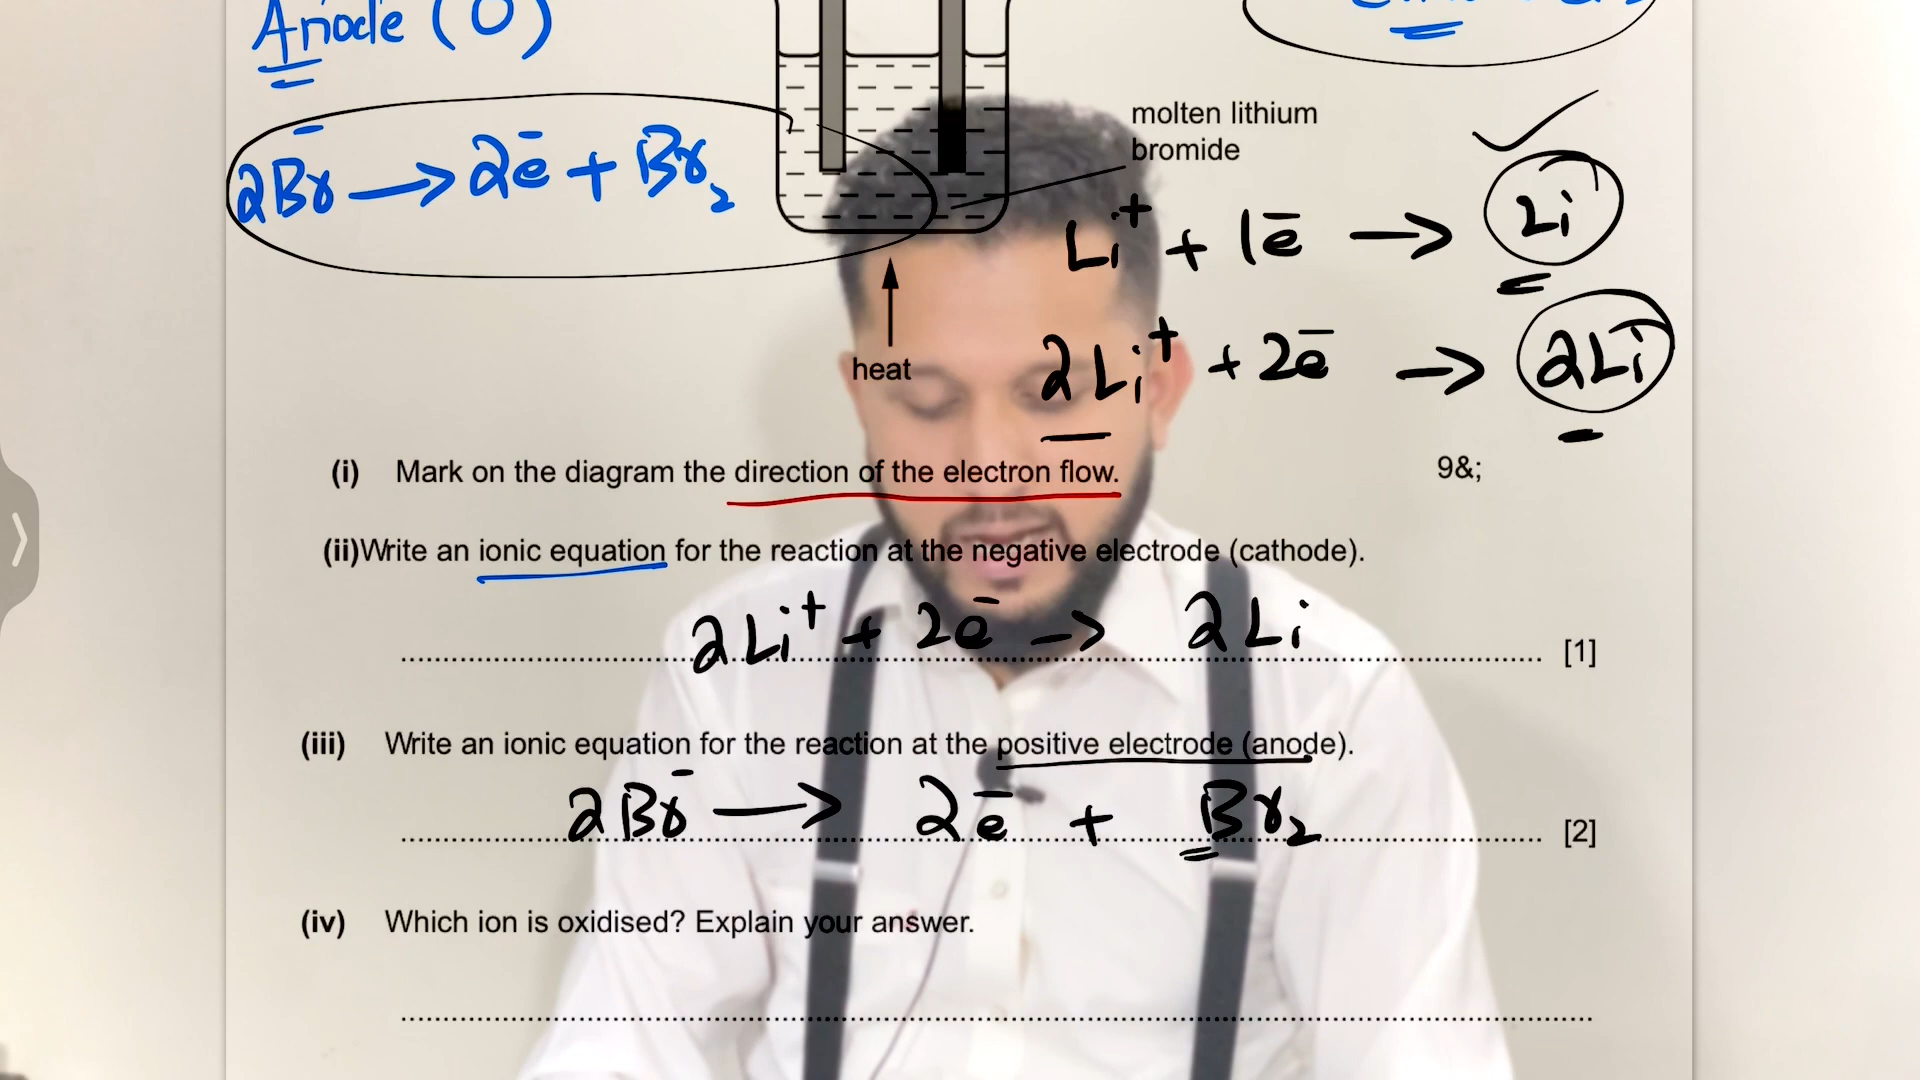 Anode (O)
2Br⁻ → 2e⁻ + Br₂
molten lithium
bromide
Li⁺ + 1e⁻ → Li
heat
2Li⁺ + 2e⁻ → 2Li
(i) Mark on the diagram the direction of the electron flow. 9&;
(ii)Write an ionic equation for the reaction at the negative electrode (cathode).
2Li⁺ + 2e⁻ → 2Li [1]
(iii) Write an ionic equation for the reaction at the positive electrode (anode).
2Br⁻ → 2e⁻ + Br₂ [2]
(iv) Which ion is oxidised? Explain your answer.